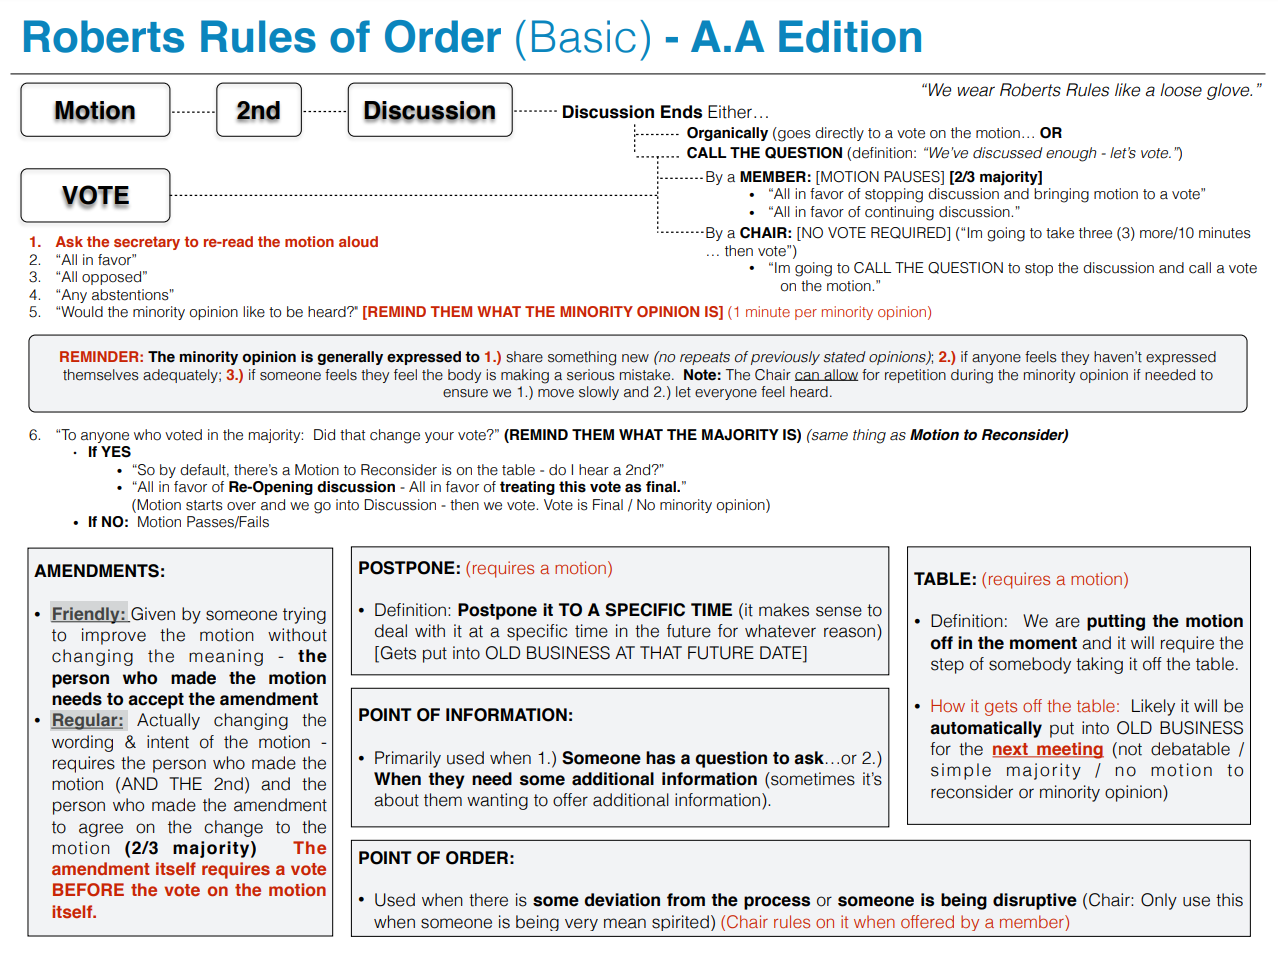 Roberts Rules of Order (Basic) - A.A Edition
“We wear Roberts Rules like a loose glove.”
Motion
2nd
Discussion
Discussion Ends Either…
Organically (goes directly to a vote on the motion… OR
CALL THE QUESTION (definition: “We’ve discussed enough - let’s vote.”)
VOTE
By a MEMBER: [MOTION PAUSES] [2/3 majority]
• “All in favor of stopping discussion and bringing motion to a vote”
• “All in favor of continuing discussion.”
By a CHAIR: [NO VOTE REQUIRED] (“Im going to take three (3) more/10 minutes
… then vote”)
• “Im going to CALL THE QUESTION to stop the discussion and call a vote
on the motion.”
1. Ask the secretary to re-read the motion aloud
2. “All in favor”
3. “All opposed”
4. “Any abstentions”
5. “Would the minority opinion like to be heard?" [REMIND THEM WHAT THE MINORITY OPINION IS] (1 minute per minority opinion)
REMINDER: The minority opinion is generally expressed to 1.) share something new (no repeats of previously stated opinions); 2.) if anyone feels they haven’t expressed
themselves adequately; 3.) if someone feels they feel the body is making a serious mistake. Note: The Chair can allow for repetition during the minority opinion if needed to
ensure we 1.) move slowly and 2.) let everyone feel heard.
6. “To anyone who voted in the majority: Did that change your vote?” (REMIND THEM WHAT THE MAJORITY IS) (same thing as Motion to Reconsider)
• If YES
• “So by default, there’s a Motion to Reconsider is on the table - do I hear a 2nd?”
• “All in favor of Re-Opening discussion - All in favor of treating this vote as final.”
(Motion starts over and we go into Discussion - then we vote. Vote is Final / No minority opinion)
• If NO: Motion Passes/Fails
AMENDMENTS:
• Friendly: Given by someone trying
to improve the motion without
changing the meaning - the
person who made the motion
needs to accept the amendment
• Regular: Actually changing the
wording & intent of the motion -
requires the person who made the
motion (AND THE 2nd) and the
person who made the amendment
to agree on the change to the
motion (2/3 majority) The
amendment itself requires a vote
BEFORE the vote on the motion
itself.
POSTPONE: (requires a motion)
• Definition: Postpone it TO A SPECIFIC TIME (it makes sense to
deal with it at a specific time in the future for whatever reason)
[Gets put into OLD BUSINESS AT THAT FUTURE DATE]
POINT OF INFORMATION:
• Primarily used when 1.) Someone has a question to ask…or 2.)
When they need some additional information (sometimes it’s
about them wanting to offer additional information).
TABLE: (requires a motion)
• Definition: We are putting the motion
off in the moment and it will require the
step of somebody taking it off the table.
• How it gets off the table: Likely it will be
automatically put into OLD BUSINESS
for the next meeting (not debatable /
simple majority / no motion to
reconsider or minority opinion)
POINT OF ORDER:
• Used when there is some deviation from the process or someone is being disruptive (Chair: Only use this
when someone is being very mean spirited) (Chair rules on it when offered by a member)